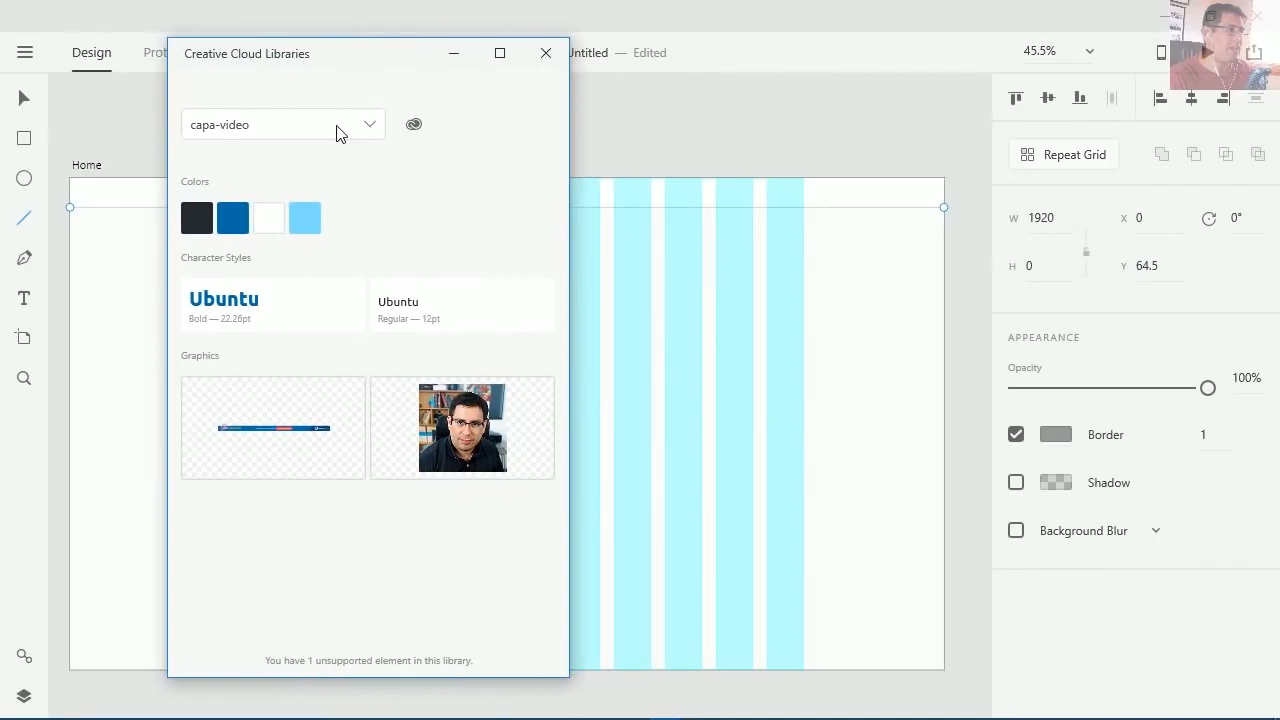 Design
Prot
Creative Cloud Libraries
Untitled — Edited
45.5%
capa-video
Home
Repeat Grid
Colors
W 1920
X 0
0°
H 0
Y 64.5
Character Styles
Ubuntu
Bold — 22.26pt
Ubuntu
Regular — 12pt
APPEARANCE
Graphics
Opacity
100%
Border
1
Shadow
Background Blur
You have 1 unsupported element in this library.